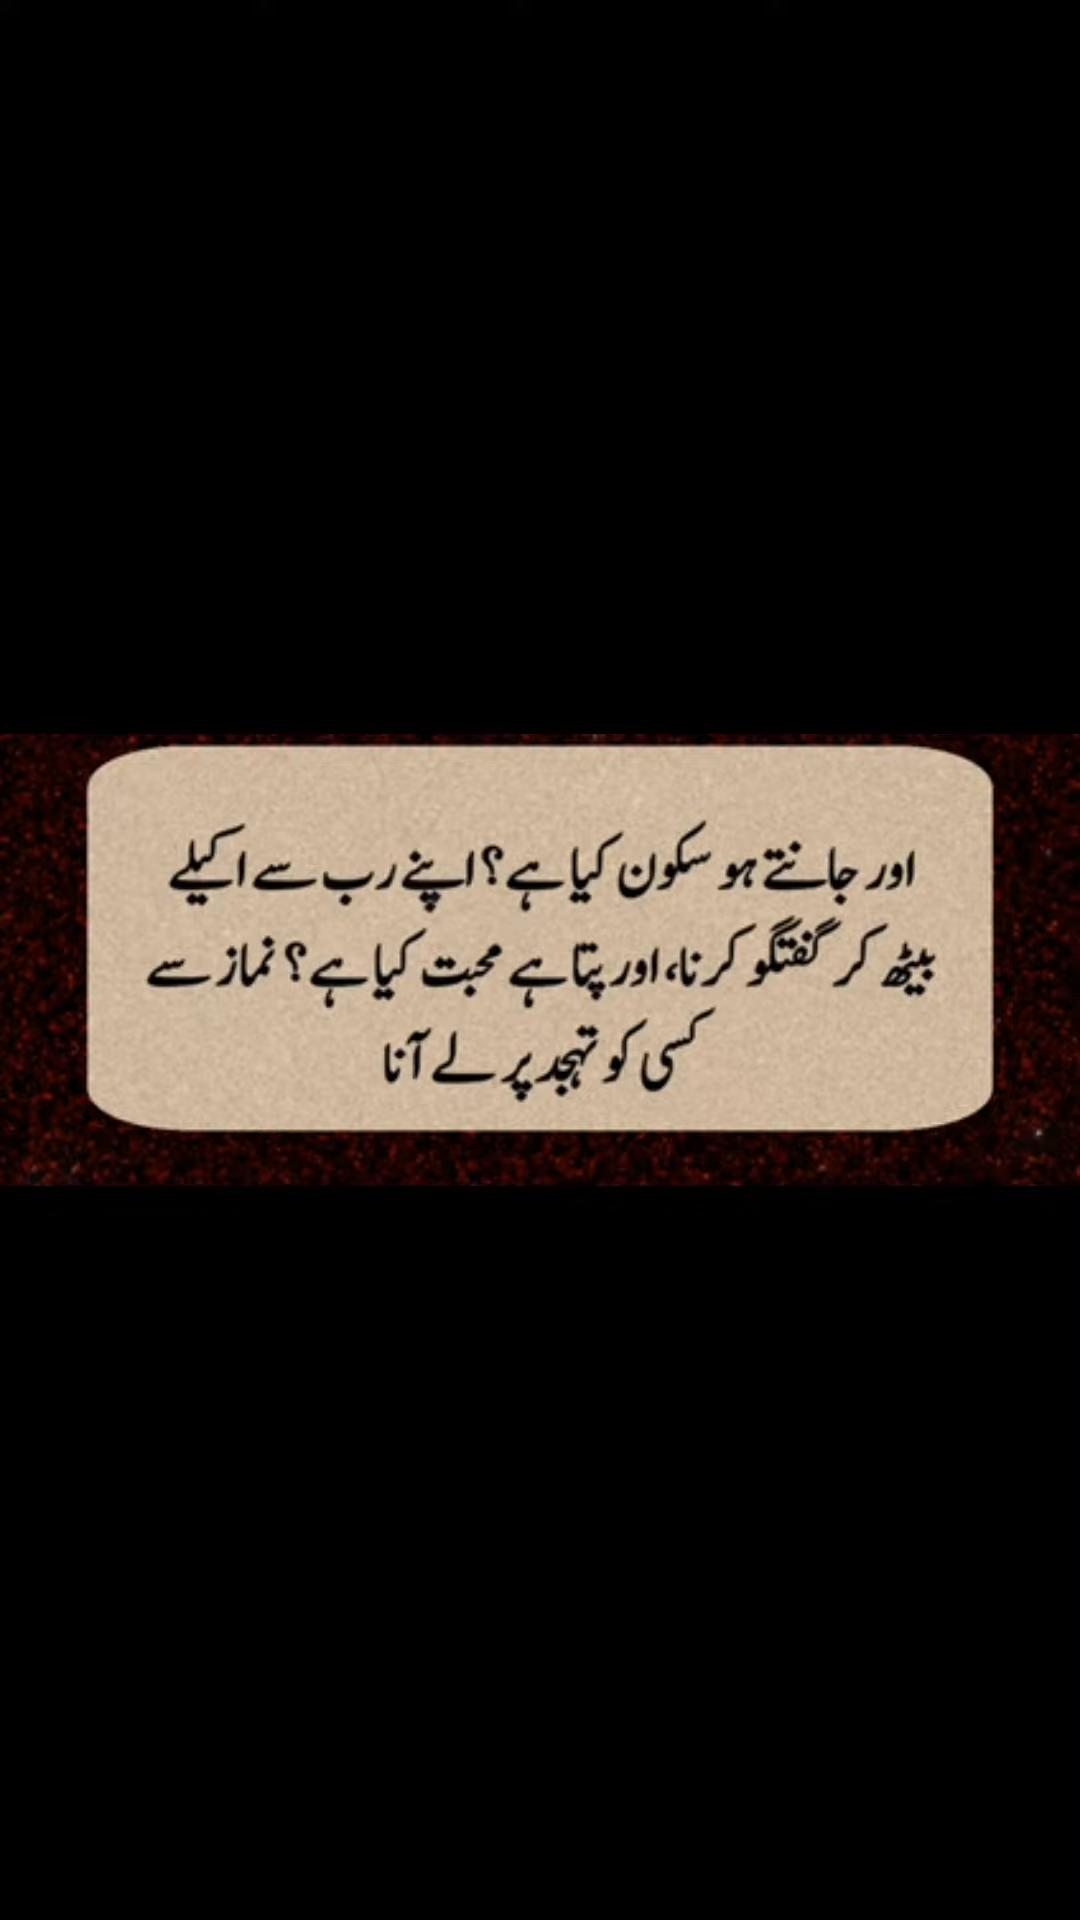 اور جانتے ہو سکون کیا ہے؟ اپنے رب سے اکیلے
بیٹھ کر گفتگو کرنا، اور پتا ہے محبت کیا ہے؟ نماز سے
کسی کو تہجد پر لے آنا